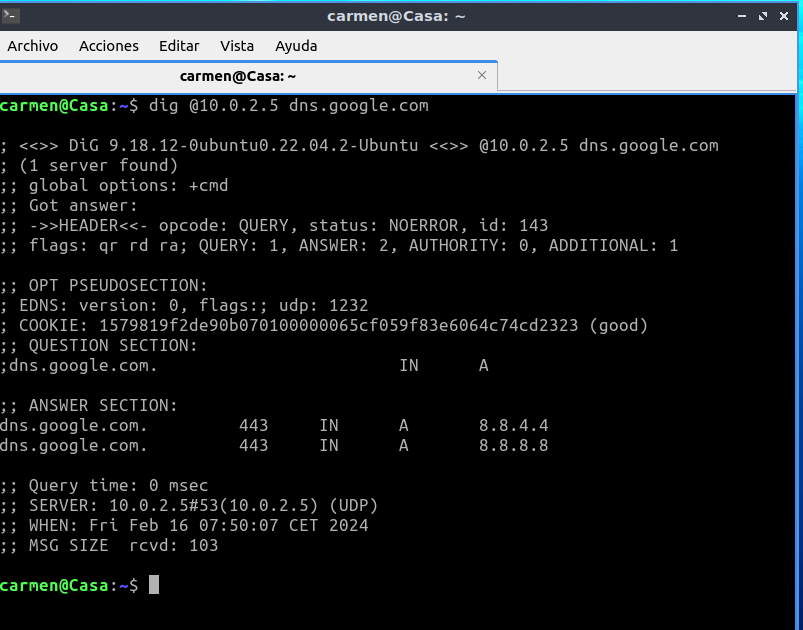 carmen@Casa: ~
Archivo Acciones Editar Vista Ayuda
carmen@Casa: ~
carmen@Casa:~$ dig @10.0.2.5 dns.google.com
; <<>> DiG 9.18.12-0ubuntu0.22.04.2-Ubuntu <<>> @10.0.2.5 dns.google.com
; (1 server found)
;; global options: +cmd
;; Got answer:
;; ->>HEADER<<- opcode: QUERY, status: NOERROR, id: 143
;; flags: qr rd ra; QUERY: 1, ANSWER: 2, AUTHORITY: 0, ADDITIONAL: 1
;; OPT PSEUDOSECTION:
; EDNS: version: 0, flags:; udp: 1232
; COOKIE: 1579819f2de90b070100000065cf059f83e6064c74cd2323 (good)
;; QUESTION SECTION:
;dns.google.com. IN A
;; ANSWER SECTION:
dns.google.com. 443 IN A 8.8.4.4
dns.google.com. 443 IN A 8.8.8.8
;; Query time: 0 msec
;; SERVER: 10.0.2.5#53(10.0.2.5) (UDP)
;; WHEN: Fri Feb 16 07:50:07 CET 2024
;; MSG SIZE rcvd: 103
carmen@Casa:~$